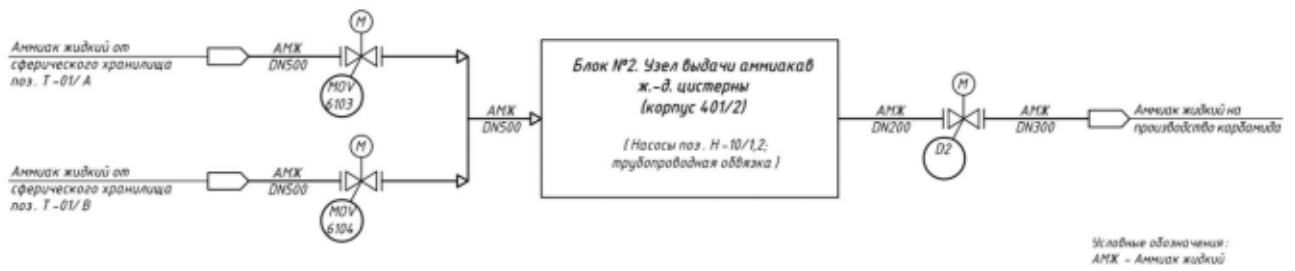 Аммиак жидкий от
сферического хранилища
поз. Т-01/А
АМЖ
DN500
М
MOV
6103
Аммиак жидкий от
сферического хранилища
поз. Т-01/В
АМЖ
DN500
М
MOV
6104
АМЖ
DN500
Блок №2. Узел выдачи аммиакав
ж.-д. цистерны
(корпус 401/2)
(Насосы поз. Н-10/1,2;
трубопроводная обвязка)
АМЖ
DN200
М
D2
АМЖ
DN300
Аммиак жидкий на
производство карбамида
Условные обозначения:
АМЖ - Аммиак жидкий